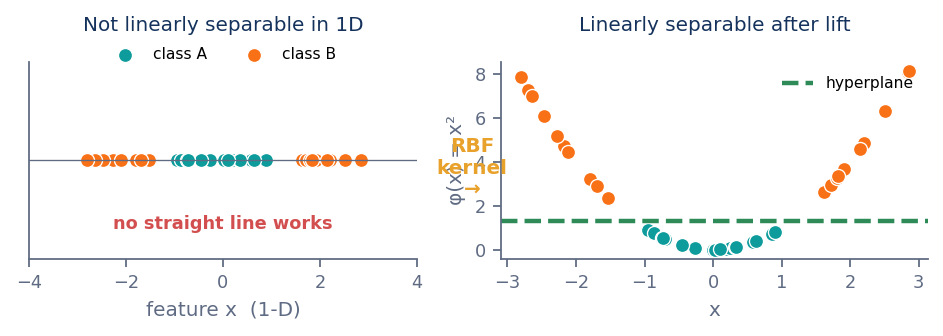 Not linearly separable in 1D
class A
class B
no straight line works
−4
−2
0
2
4
feature x  (1-D)
RBF
kernel
→
Linearly separable after lift
hyperplane
φ(x) = x²
8
6
4
2
0
−3
−2
−1
0
1
2
3
x